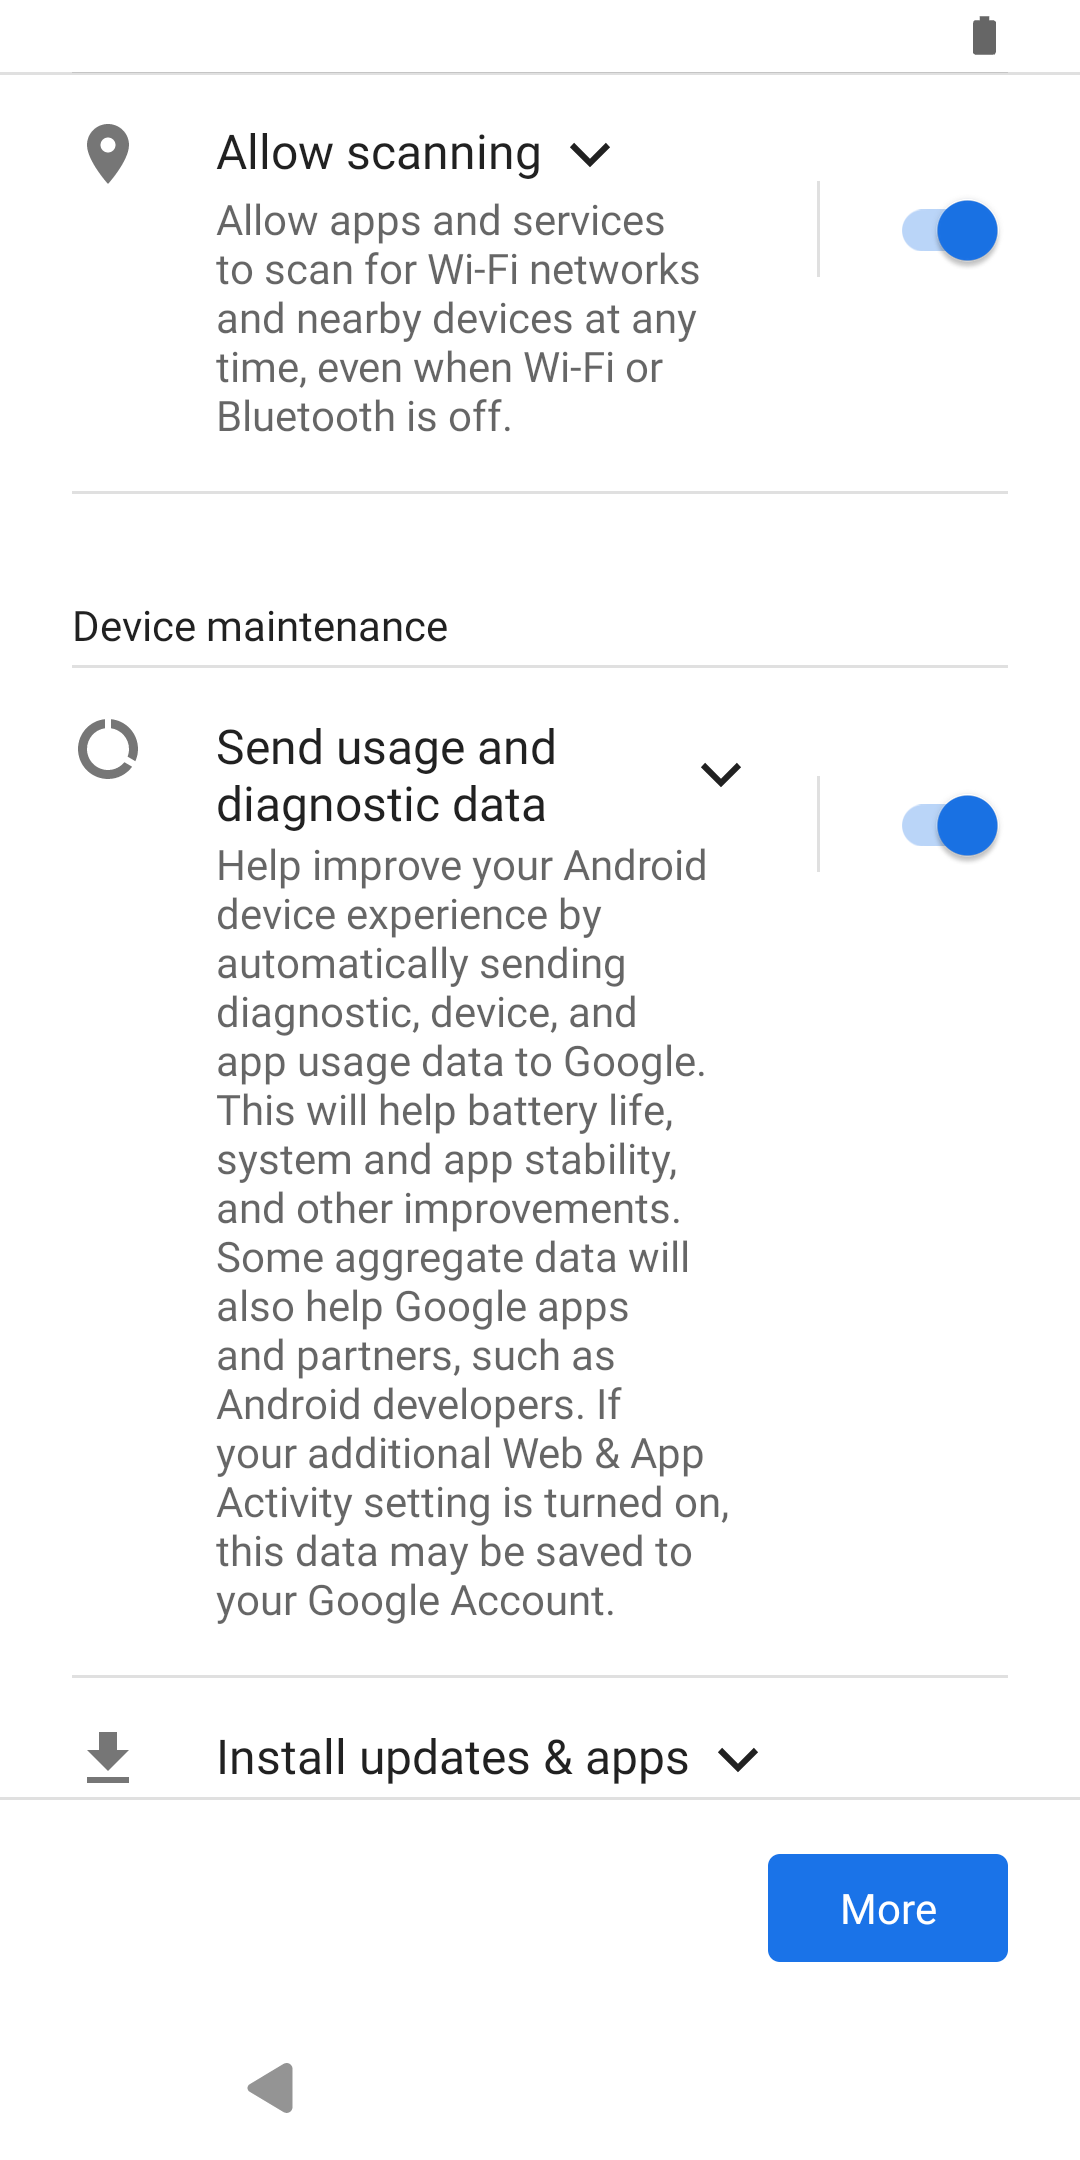 Allow scanning
Allow apps and services
to scan for Wi-Fi networks
and nearby devices at any
time, even when Wi-Fi or
Bluetooth is off.
Device maintenance
Send usage and
diagnostic data
Help improve your Android
device experience by
automatically sending
diagnostic, device, and
app usage data to Google.
This will help battery life,
system and app stability,
and other improvements.
Some aggregate data will
also help Google apps
and partners, such as
Android developers. If
your additional Web & App
Activity setting is turned on,
this data may be saved to
your Google Account.
Install updates & apps
More